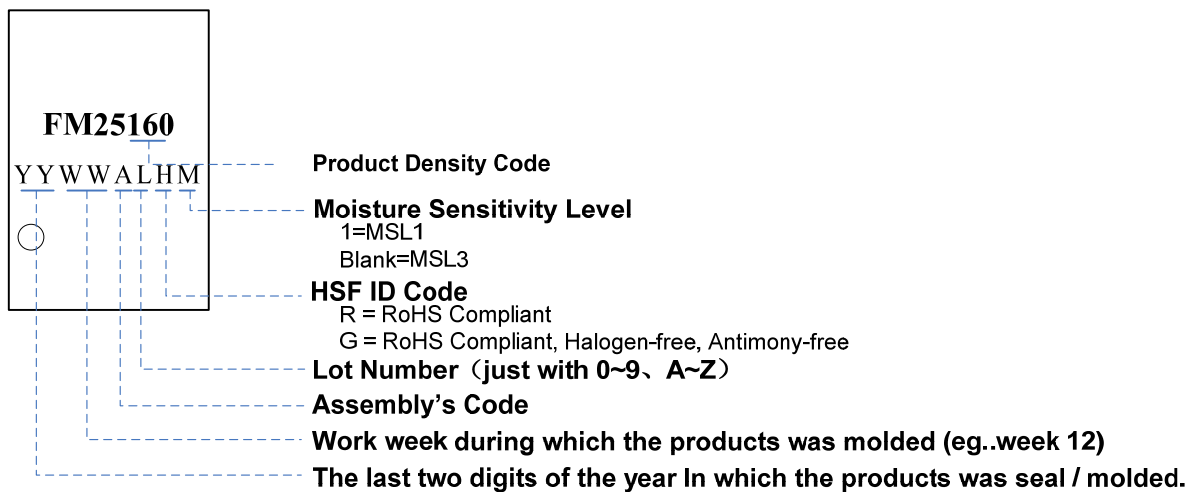 FM25160
YYWWALHM
Product Density Code
Moisture Sensitivity Level
1=MSL1
Blank=MSL3
HSF ID Code
R = RoHS Compliant
G = RoHS Compliant, Halogen-free, Antimony-free
Lot Number（just with 0~9、A~Z）
Assembly's Code
Work week during which the products was molded (eg..week 12)
The last two digits of the year In which the products was seal / molded.